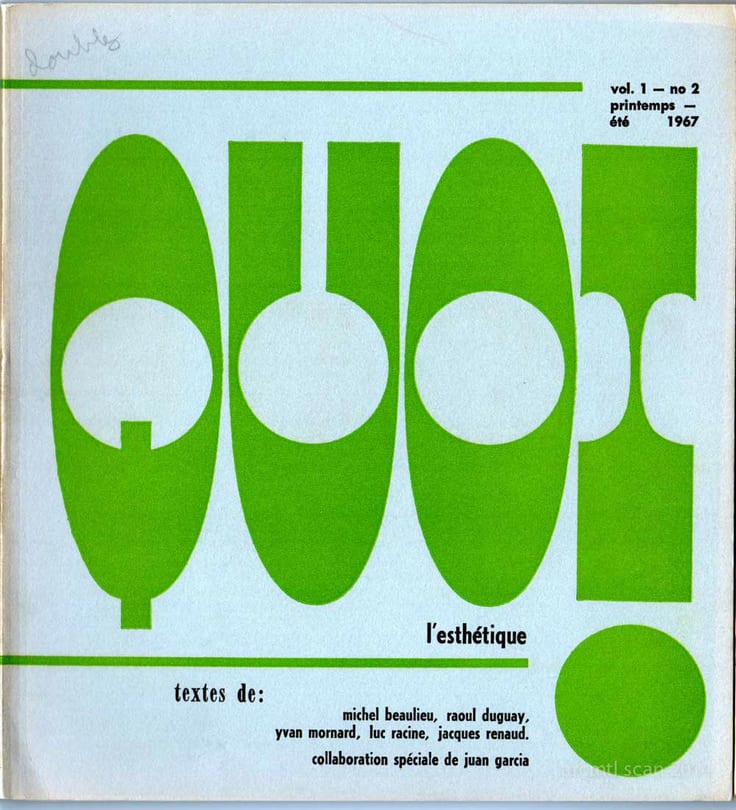 doubles
vol. 1 — no 2
printemps —
été 1967
QUOI
l'esthétique
textes de:
michel beaulieu, raoul duguay,
yvan mornard, luc racine, jacques renaud.
collaboration spéciale de juan garcia